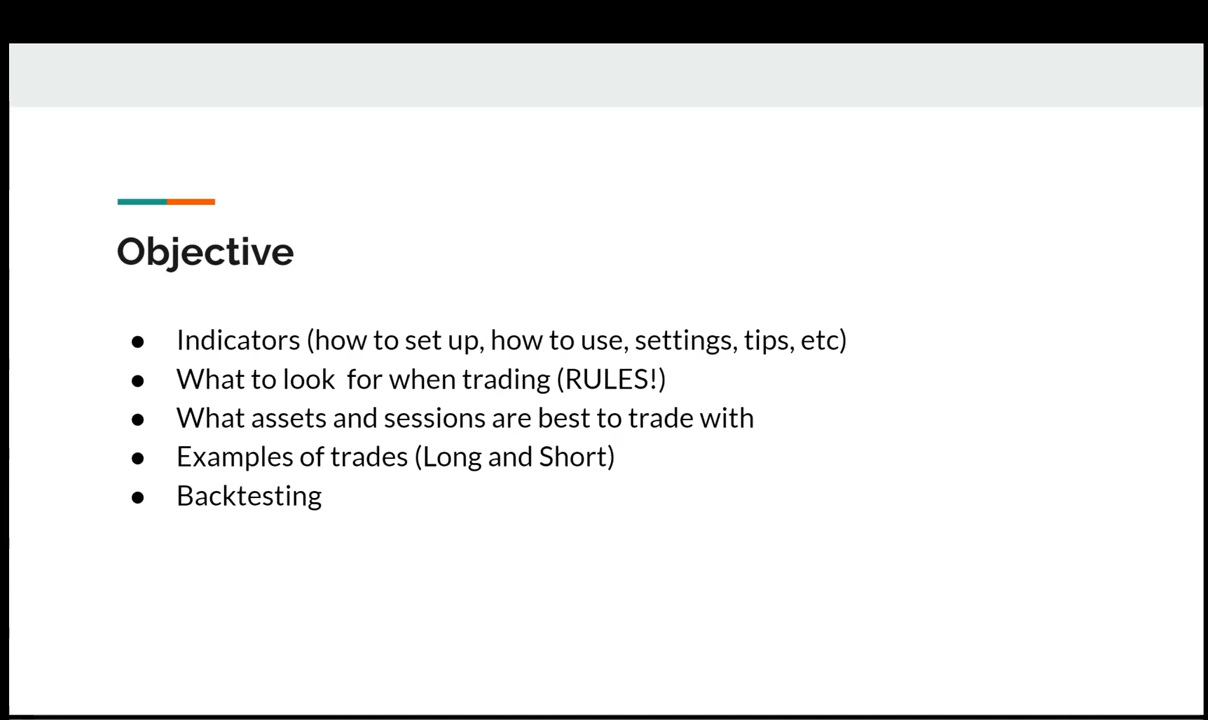 Objective
● Indicators (how to set up, how to use, settings, tips, etc)
● What to look  for when trading (RULES!)
● What assets and sessions are best to trade with
● Examples of trades (Long and Short)
● Backtesting